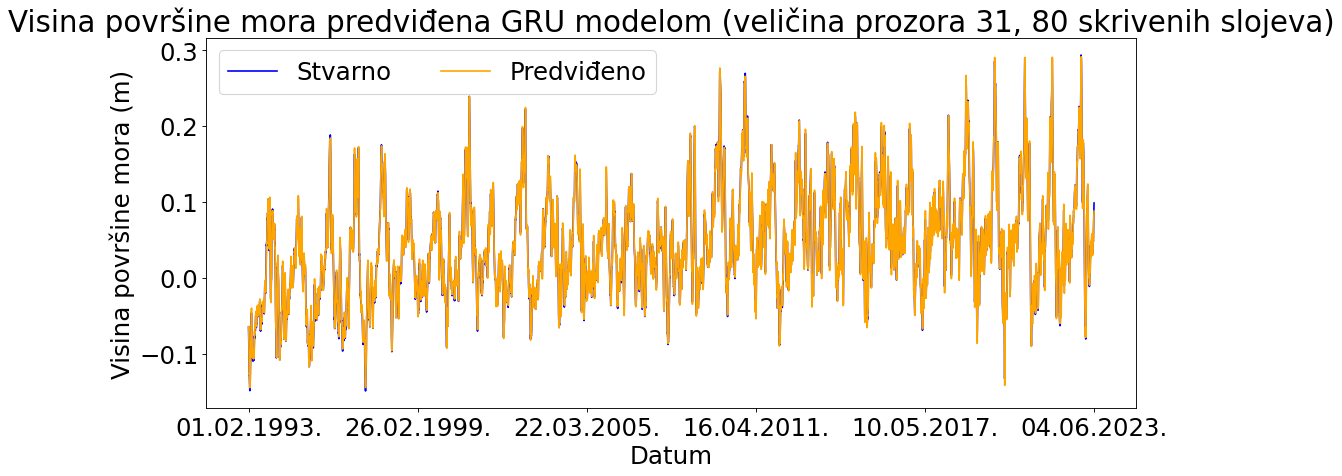 Visina površine mora predviđena GRU modelom (veličina prozora 31, 80 skrivenih slojeva)
Stvarno Predviđeno
Visina površine mora (m)
0.3
0.2
0.1
0.0
−0.1
01.02.1993. 26.02.1999. 22.03.2005. 16.04.2011. 10.05.2017. 04.06.2023.
Datum